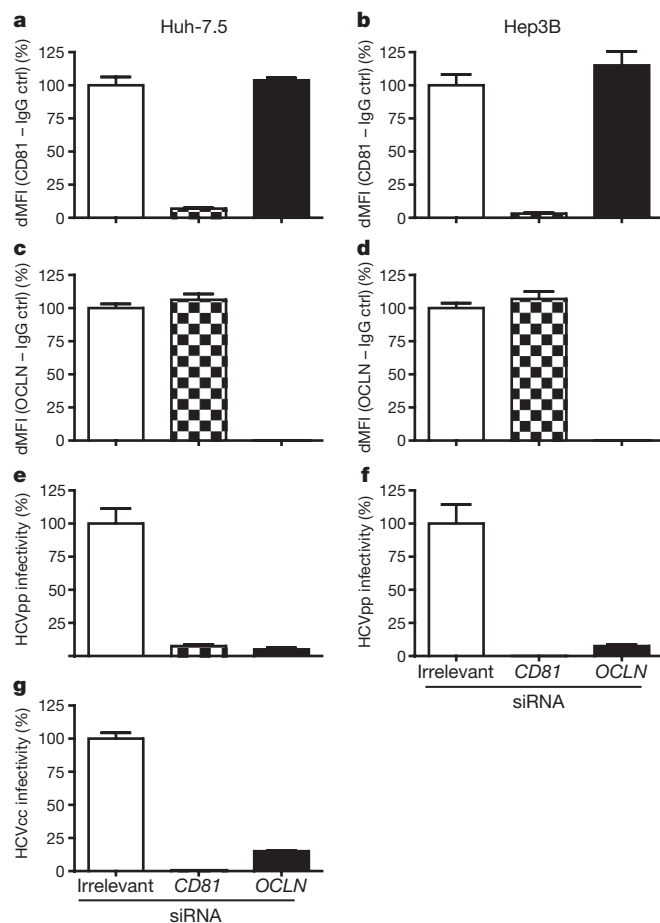 a
Huh-7.5
dMFI (CD81 – IgG ctrl) (%)
125
100
75
50
25
0
b
Hep3B
dMFI (CD81 – IgG ctrl) (%)
125
100
75
50
25
0
c
dMFI (OCLN – IgG ctrl) (%)
125
100
75
50
25
0
d
dMFI (OCLN – IgG ctrl) (%)
125
100
75
50
25
0
e
HCVpp infectivity (%)
125
100
75
50
25
f
HCVpp infectivity (%)
125
100
75
50
25
0
Irrelevant CD81 OCLN
siRNA
g
HCVcc infectivity (%)
125
100
75
50
25
0
Irrelevant CD81 OCLN
siRNA